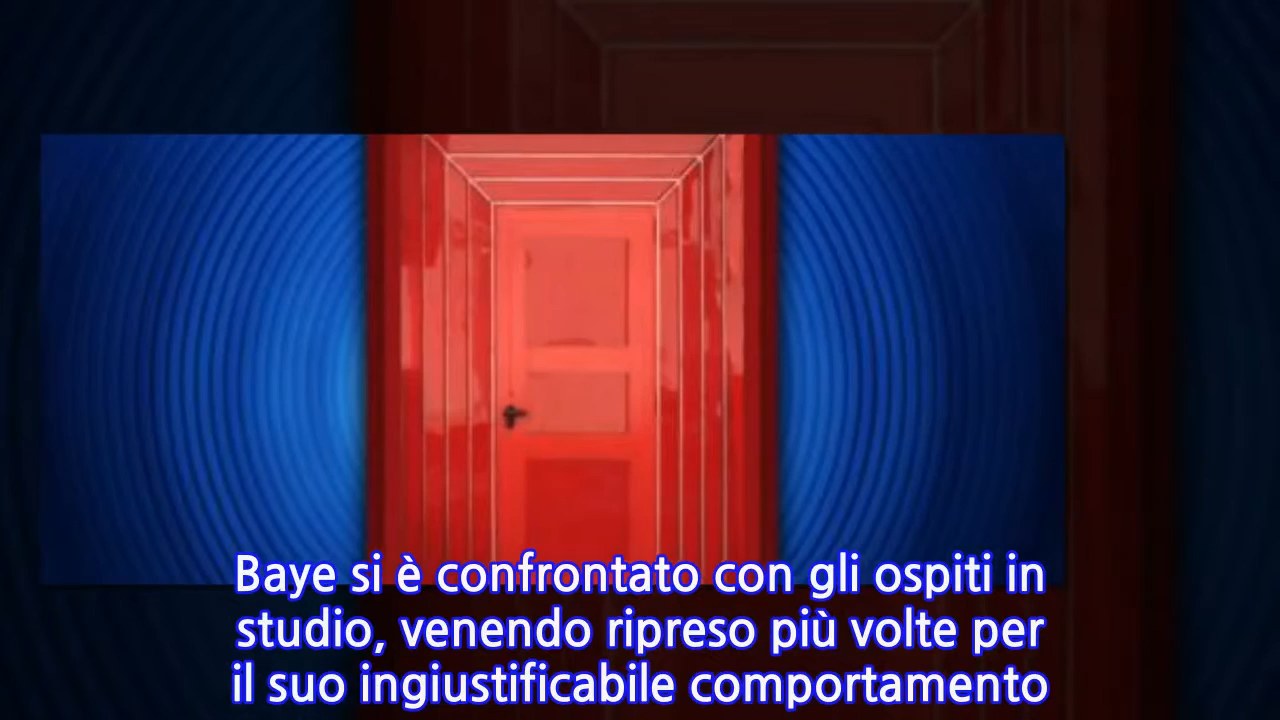 Baye si è confrontato con gli ospiti in
studio, venendo ripreso più volte per
il suo ingiustificabile comportamento